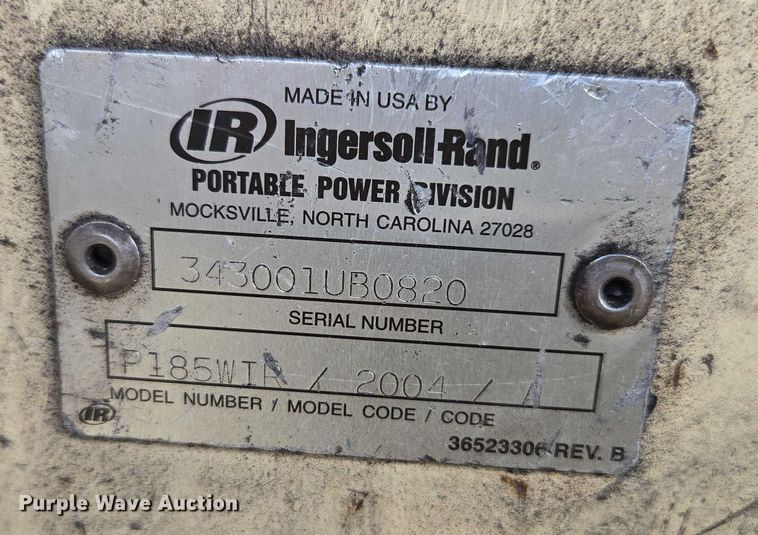 MADE IN USA BY
IR Ingersoll-Rand®
PORTABLE POWER DIVISION
MOCKSVILLE, NORTH CAROLINA 27028
343001UB0820
SERIAL NUMBER
P185WIR / 2004 / A
MODEL NUMBER / MODEL CODE / CODE
IR
36523306 REV. B
Purple Wave Auction